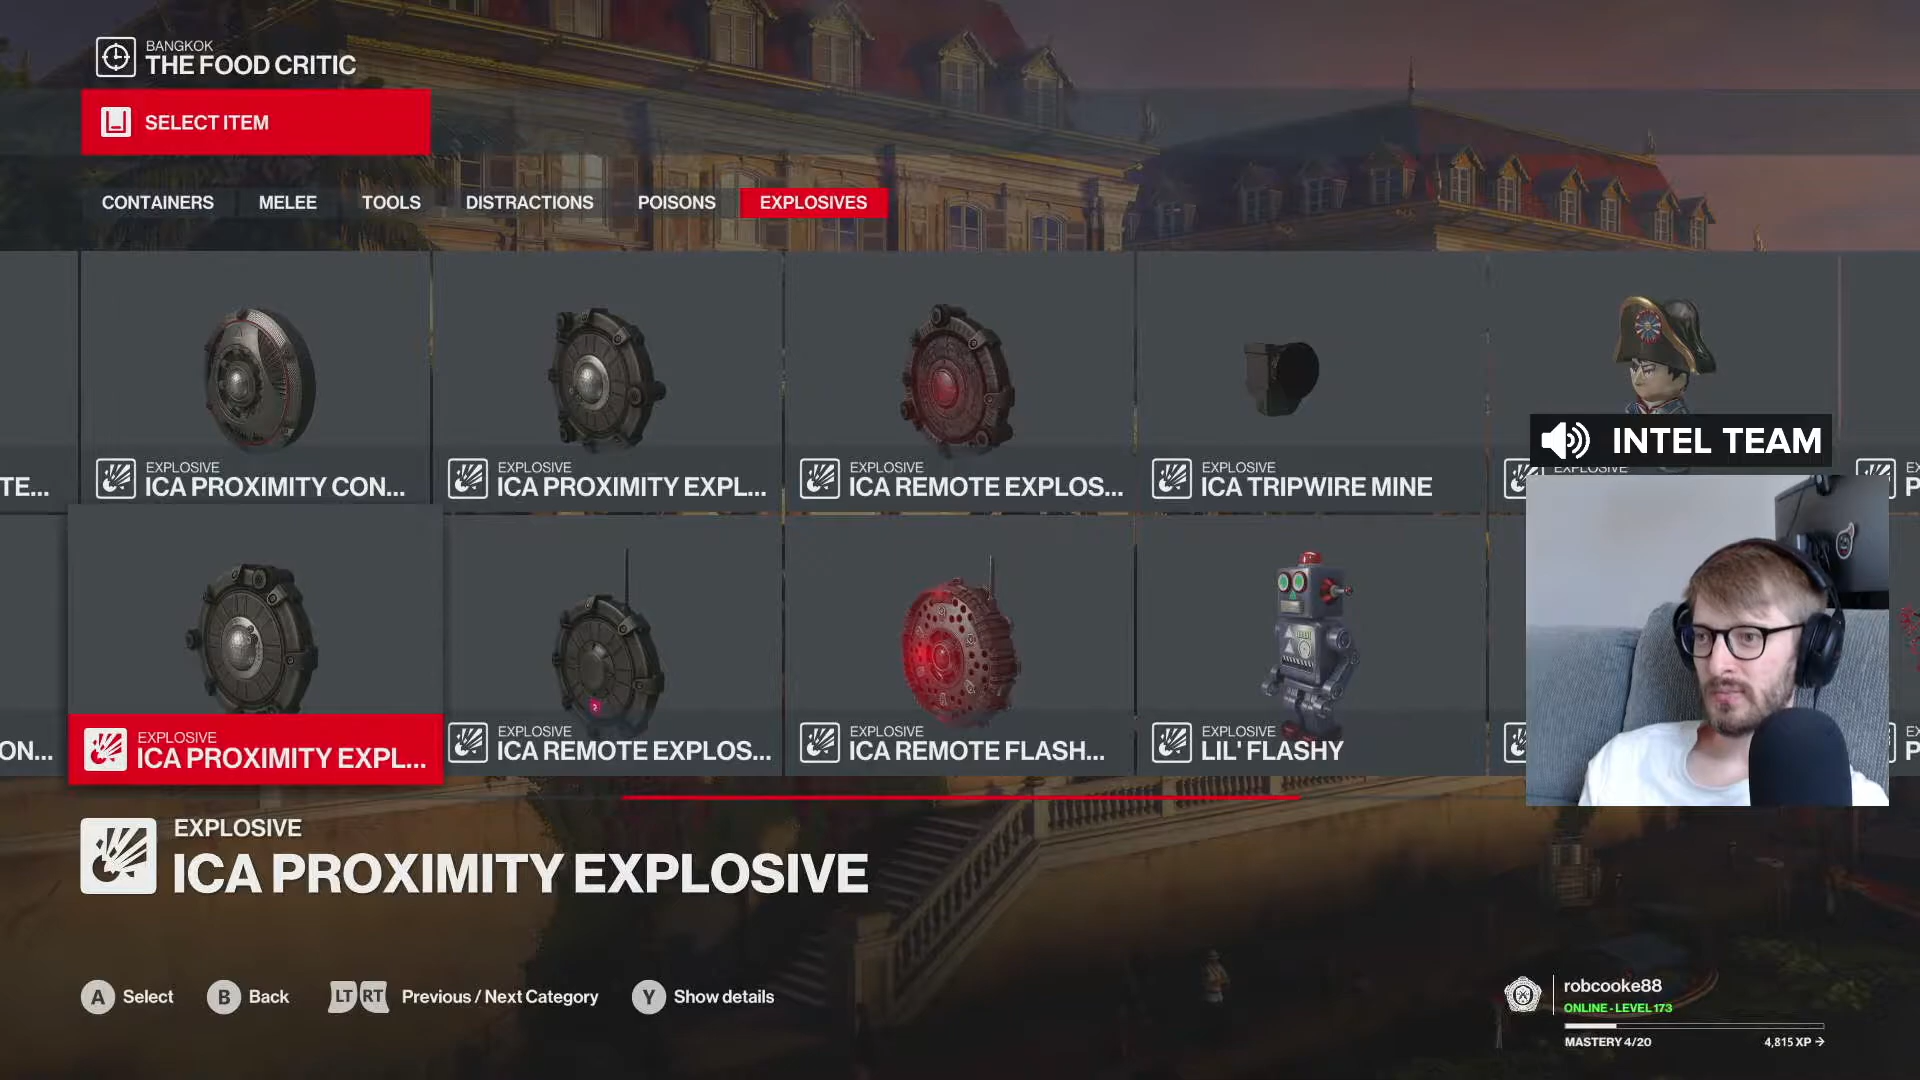 BANGKOK
THE FOOD CRITIC
SELECT ITEM
CONTAINERS MELEE TOOLS DISTRACTIONS POISONS EXPLOSIVES
TE...
EXPLOSIVE
ICA PROXIMITY CON...
EXPLOSIVE
ICA PROXIMITY EXPL...
EXPLOSIVE
ICA REMOTE EXPLOS...
EXPLOSIVE
ICA TRIPWIRE MINE
EXPLOSIVE
INTEL TEAM
EX
P
ON...
EXPLOSIVE
ICA PROXIMITY EXPL...
EXPLOSIVE
ICA REMOTE EXPLOS...
EXPLOSIVE
ICA REMOTE FLASH...
EXPLOSIVE
LIL' FLASHY
EX
P
EXPLOSIVE
ICA PROXIMITY EXPLOSIVE
A Select B Back LT RT Previous / Next Category Y Show details
robcooke88
ONLINE - LEVEL 173
MASTERY 4/20 4,815 XP